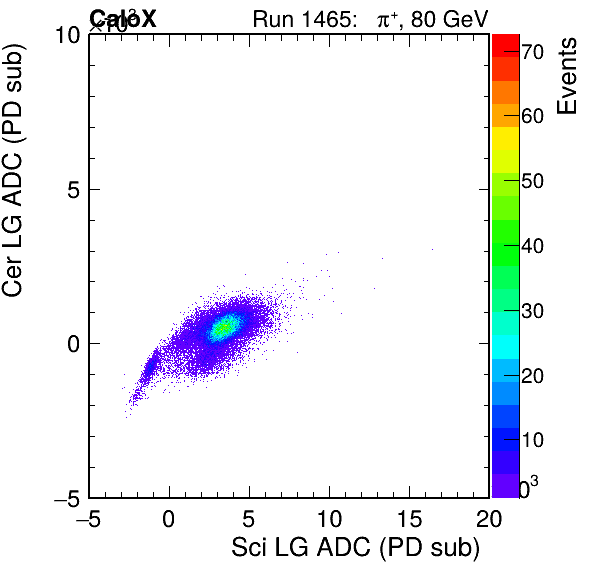 CaloX
×10³
Run 1465: π⁺, 80 GeV
Cer LG ADC (PD sub)
10
5
0
−5
−5 0 5 10 15 20
Sci LG ADC (PD sub)
Events
70
60
50
40
30
20
10
0